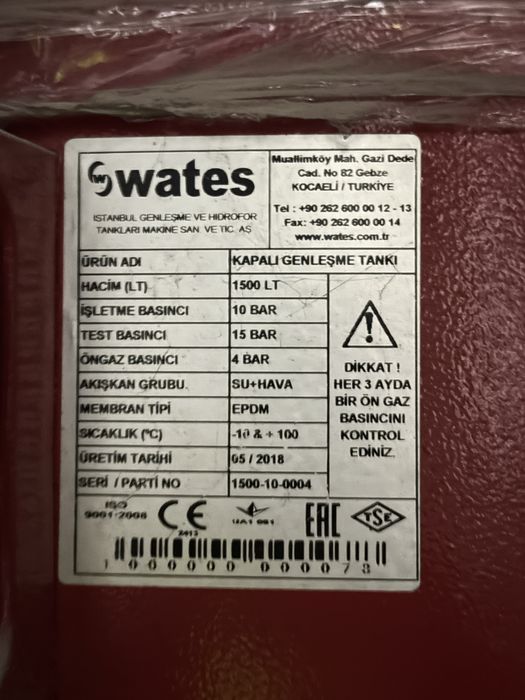 wates
İSTANBUL GENLEŞME VE HİDROFOR
TANKLARI MAKİNE SAN. VE TİC. AŞ
Muallimköy Mah. Gazi Dede
Cad. No 82 Gebze
KOCAELİ / TURKİYE
Tel : +90 262 600 00 12 - 13
Fax: +90 262 600 00 14
www.wates.com.tr
ÜRÜN ADI KAPALI GENLEŞME TANKI
HACİM (LT) 1500 LT
İŞLETME BASINCI 10 BAR
TEST BASINCI 15 BAR
ÖNGAZ BASINCI 4 BAR
AKIŞKAN GRUBU SU+HAVA
MEMBRAN TİPİ EPDM
SICAKLIK (°C) -10 & + 100
ÜRETİM TARİHİ 05 / 2018
SERİ / PARTİ NO 1500-10-0004
DİKKAT !
HER 3 AYDA
BİR ÖN GAZ
BASINCINI
KONTROL
EDİNİZ.
ISO
9001:2008
CE
EAC
TSE
1 000000 000073